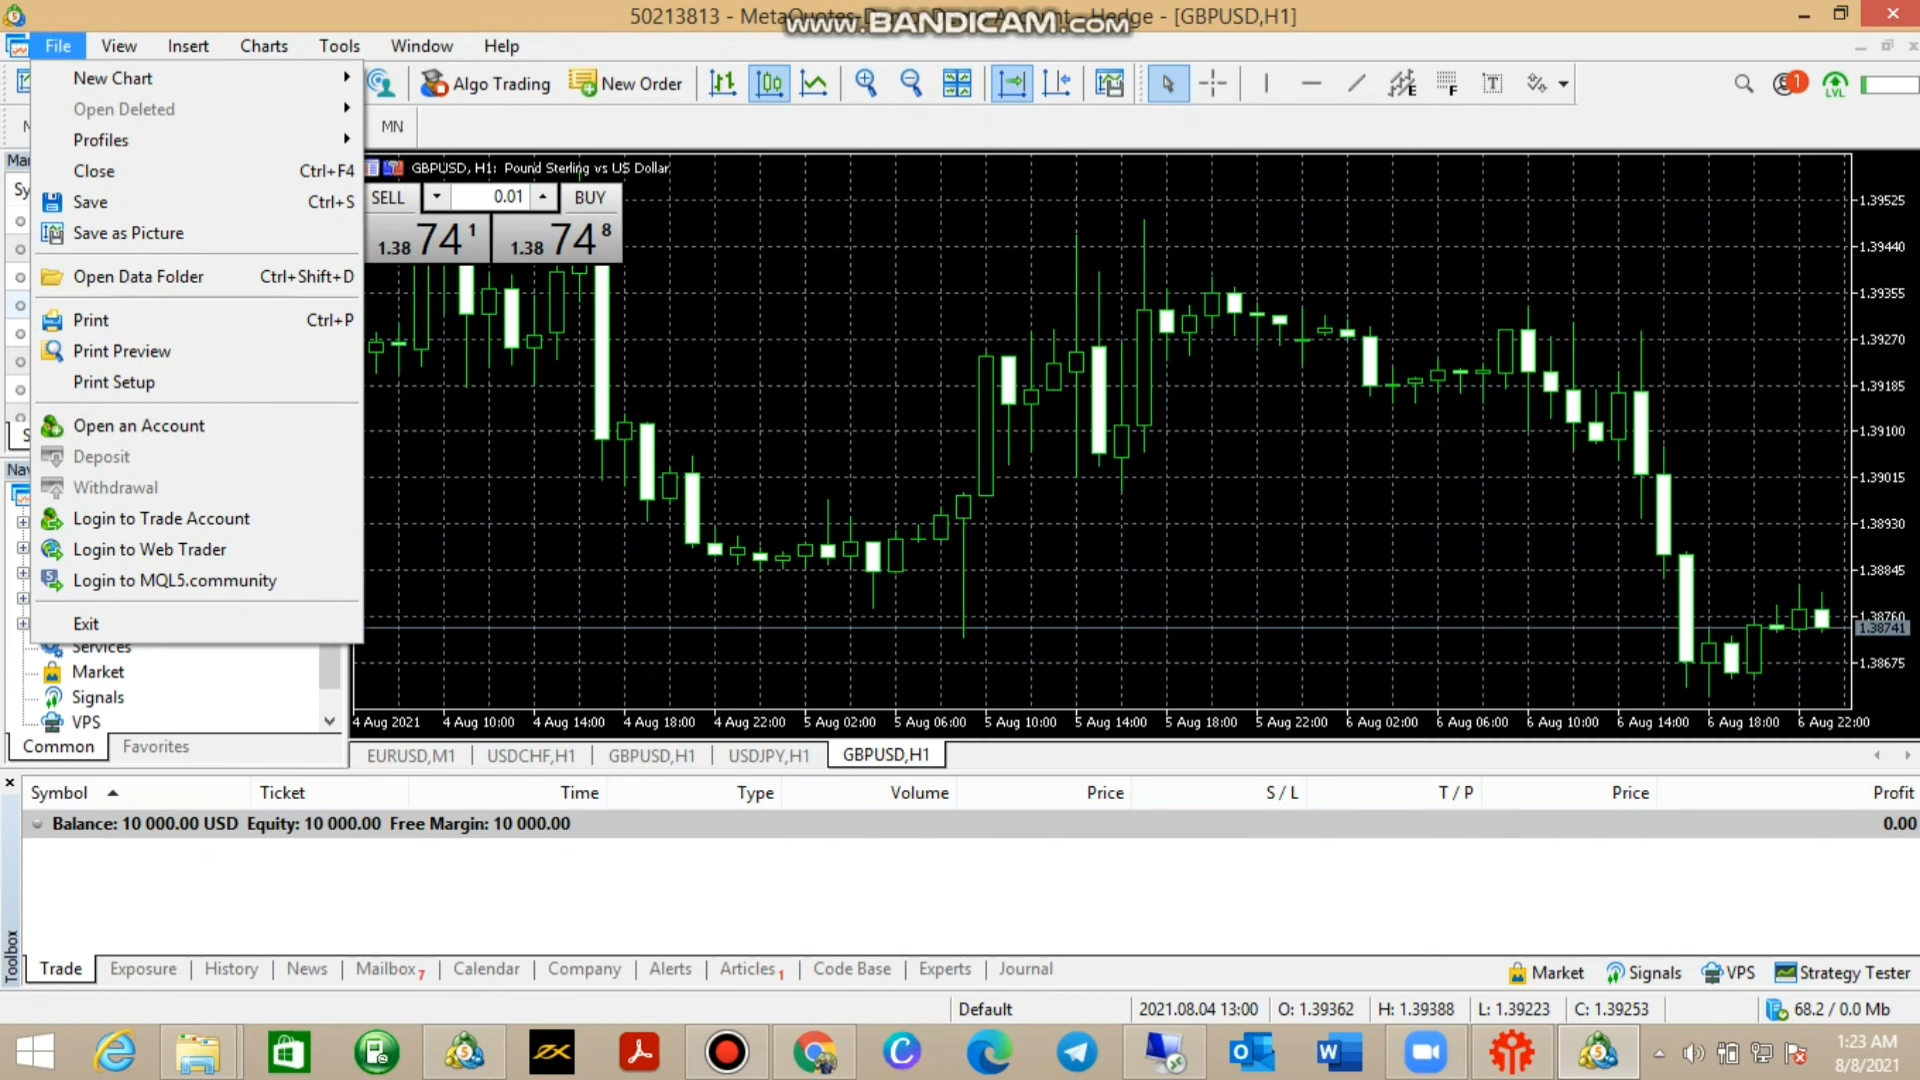 50213813 - MetaQuotes - Hedge - [GBPUSD,H1]
www.BANDICAM.com
File View Insert Charts Tools Window Help
New Chart
Open Deleted
Profiles
Close Ctrl+F4
Save Ctrl+S
Save as Picture
Open Data Folder Ctrl+Shift+D
Print Ctrl+P
Print Preview
Print Setup
Open an Account
Deposit
Withdrawal
Login to Trade Account
Login to Web Trader
Login to MQL5.community
Exit
Algo Trading New Order
E F T 1 LVL
MN
GBPUSD, H1: Pound Sterling vs US Dollar
SELL 0.01 BUY
1.38 74 1 1.38 74 8
1.39525
1.39440
1.39355
1.39270
1.39185
1.39100
1.39015
1.38930
1.38845
1.38760
1.38741
1.38675
4 Aug 2021 4 Aug 10:00 4 Aug 14:00 4 Aug 18:00 4 Aug 22:00 5 Aug 02:00 5 Aug 06:00 5 Aug 10:00 5 Aug 14:00 5 Aug 18:00 5 Aug 22:00 6 Aug 02:00 6 Aug 06:00 6 Aug 10:00 6 Aug 14:00 6 Aug 18:00 6 Aug 22:00
Services
Market
Signals
VPS
Common Favorites
EURUSD,M1 USDCHF,H1 GBPUSD,H1 USDJPY,H1 GBPUSD,H1
Symbol Ticket Time Type Volume Price S / L T / P Price Profit
Balance: 10 000.00 USD Equity: 10 000.00 Free Margin: 10 000.00 0.00
Toolbox
Trade Exposure History News Mailbox 7 Calendar Company Alerts Articles 1 Code Base Experts Journal
Market Signals VPS Strategy Tester
Default 2021.08.04 13:00 O: 1.39362 H: 1.39388 L: 1.39223 C: 1.39253 68.2 / 0.0 Mb
1:23 AM
8/8/2021